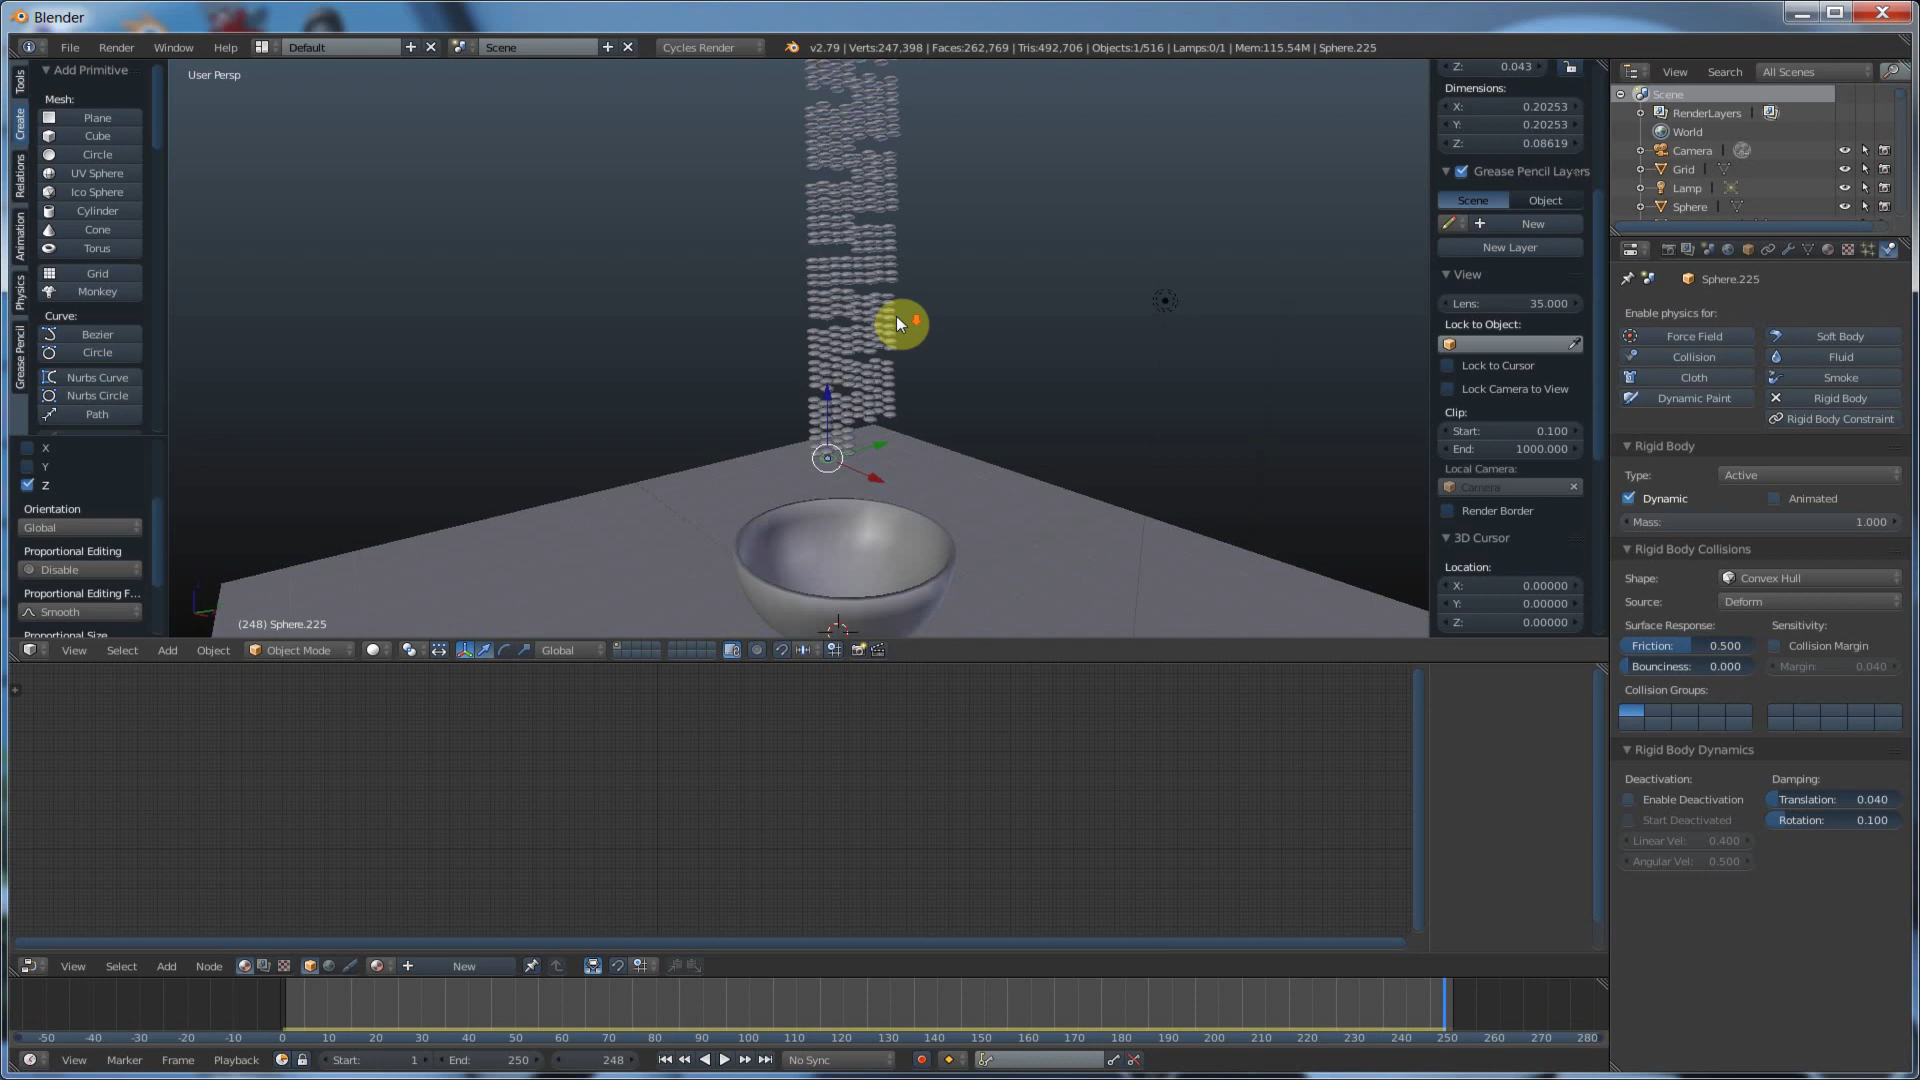 Blender
File Render Window Help Default Scene Cycles Render v2.79 | Verts:247,398 | Faces:262,769 | Tris:492,706 | Objects:1/516 | Lamps:0/1 | Mem:115.54M | Sphere.225
Tools
Create
Relations
Animation
Physics
Grease Pencil
Add Primitive
Mesh:
Plane
Cube
Circle
UV Sphere
Ico Sphere
Cylinder
Cone
Torus
Grid
Monkey
Curve:
Bezier
Circle
Nurbs Curve
Nurbs Circle
Path
X
Y
Z
Orientation
Global
Proportional Editing
Disable
Proportional Editing F...
Smooth
Proportional Size
User Persp
(248) Sphere.225
View Select Add Object Object Mode Global
Z: 0.043
Dimensions:
X: 0.20253
Y: 0.20253
Z: 0.08619
Grease Pencil Layers
Scene Object
New
New Layer
View
Lens: 35.000
Lock to Object:
Lock to Cursor
Lock Camera to View
Clip:
Start: 0.100
End: 1000.000
Local Camera:
Camera
Render Border
3D Cursor
Location:
X: 0.00000
Y: 0.00000
Z: 0.00000
View Search All Scenes
Scene
RenderLayers
World
Camera
Grid
Lamp
Sphere
Sphere.225
Enable physics for:
Force Field Soft Body
Collision Fluid
Cloth Smoke
Dynamic Paint Rigid Body
Rigid Body Constraint
Rigid Body
Type: Active
Dynamic Animated
Mass: 1.000
Rigid Body Collisions
Shape: Convex Hull
Source: Deform
Surface Response: Sensitivity:
Friction: 0.500 Collision Margin
Bounciness: 0.000 Margin: 0.040
Collision Groups:
Rigid Body Dynamics
Deactivation: Damping:
Enable Deactivation Translation: 0.040
Start Deactivated Rotation: 0.100
Linear Vel: 0.400
Angular Vel: 0.500
View Select Add Node New
-50 -40 -30 -20 -10 0 10 20 30 40 50 60 70 80 90 100 110 120 130 140 150 160 170 180 190 200 210 220 230 240 250 260 270 280
View Marker Frame Playback Start: 1 End: 250 248 No Sync